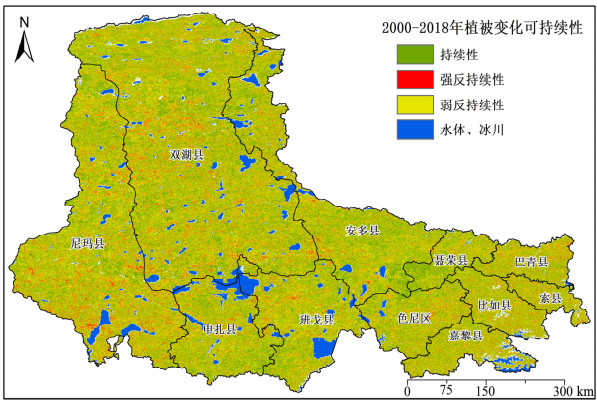 N
2000-2018年植被变化可持续性
持续性
强反持续性
弱反持续性
水体、冰川
双湖县
尼玛县
安多县
聂荣县
巴青县
索县
比如县
色尼区
嘉黎县
班戈县
申扎县
0 75 150 300 km